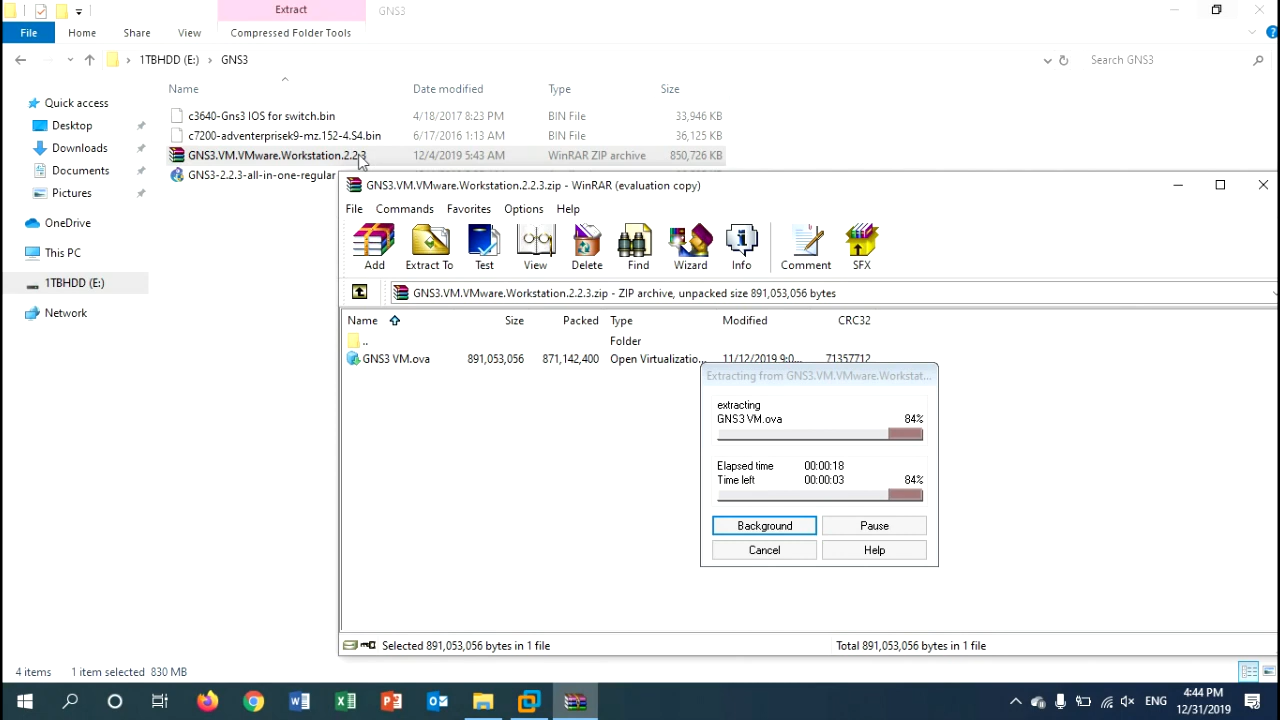 Extract
GNS3
File
Home
Share
View
Compressed Folder Tools
1TBHDD (E:)
GNS3
Search GNS3
Name
Date modified
Type
Size
Quick access
Desktop
Downloads
Documents
Pictures
OneDrive
This PC
1TBHDD (E:)
Network
c3640-Gns3 IOS for switch.bin 4/18/2017 8:23 PM BIN File 33,946 KB
c7200-adventerprisek9-mz.152-4.S4.bin 6/17/2016 1:13 AM BIN File 36,125 KB
GNS3.VM.VMware.Workstation.2.2.3 12/4/2019 5:43 AM WinRAR ZIP archive 850,726 KB
GNS3-2.2.3-all-in-one-regular
GNS3.VM.VMware.Workstation.2.2.3.zip - WinRAR (evaluation copy)
File Commands Favorites Options Help
Add Extract To Test View Delete Find Wizard Info Comment SFX
GNS3.VM.VMware.Workstation.2.2.3.zip - ZIP archive, unpacked size 891,053,056 bytes
Name Size Packed Type Modified CRC32
.. Folder
GNS3 VM.ova 891,053,056 871,142,400 Open Virtualizatio... 11/12/2019 9:0... 71357712
Extracting from GNS3.VM.VMware.Workstat...
extracting
GNS3 VM.ova 84%
Elapsed time 00:00:18
Time left 00:00:03 84%
Background Pause
Cancel Help
Selected 891,053,056 bytes in 1 file
Total 891,053,056 bytes in 1 file
4 items 1 item selected 830 MB
ENG
4:44 PM
12/31/2019